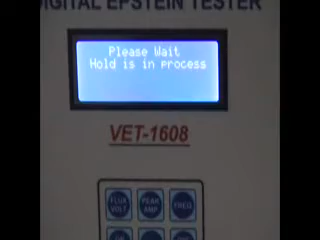 DIGITAL EPSTEIN TESTER
Please Wait
Hold is in process
VET-1608
FLUX VOLT
PEAK AMP
FREQ